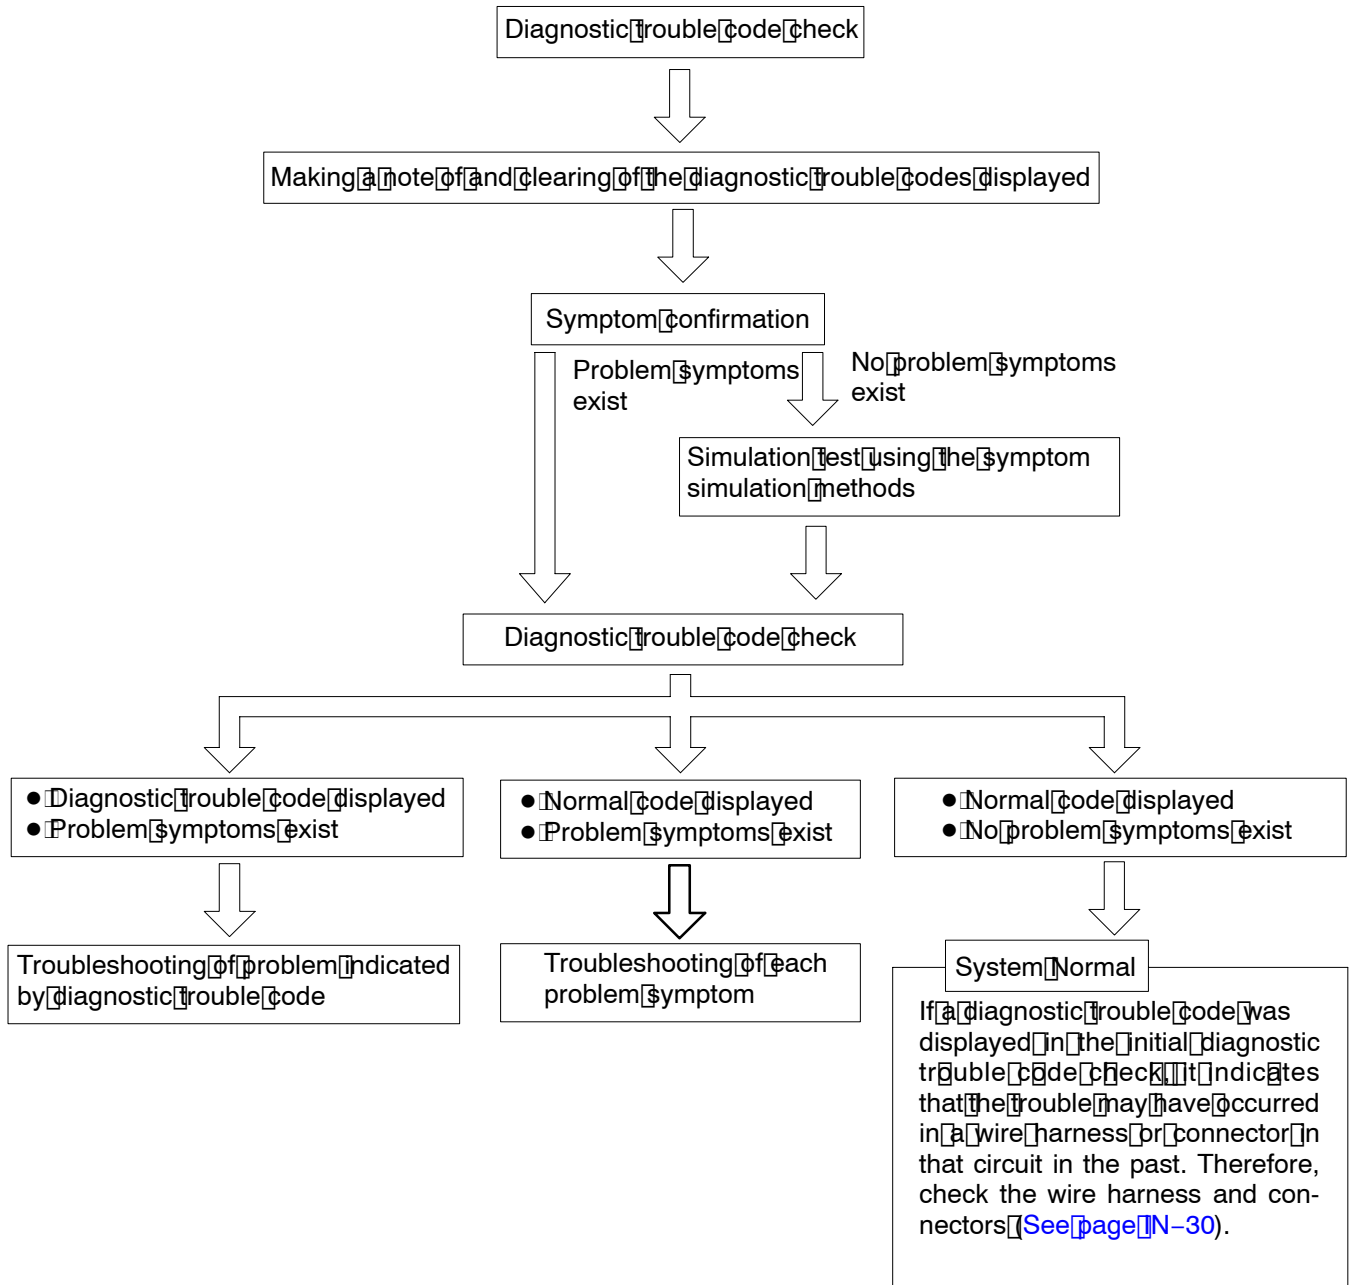 Diagnostic trouble code check
Making a note of and clearing of the diagnostic trouble codes displayed
Symptom confirmation
Problem symptoms
exist
No problem symptoms
exist
Simulation test using the symptom
simulation methods
Diagnostic trouble code check
● Diagnostic trouble code displayed
● Problem symptoms exist
● Normal code displayed
● Problem symptoms exist
● Normal code displayed
● No problem symptoms exist
Troubleshooting of problem indicated
by diagnostic trouble code
Troubleshooting of each
problem symptom
System Normal
If a diagnostic trouble code was
displayed in the initial diagnostic
trouble code check, it indicates
that the trouble may have occurred
in a wire harness or connector in
that circuit in the past. Therefore,
check the wire harness and con-
nectors (See page IN–30).